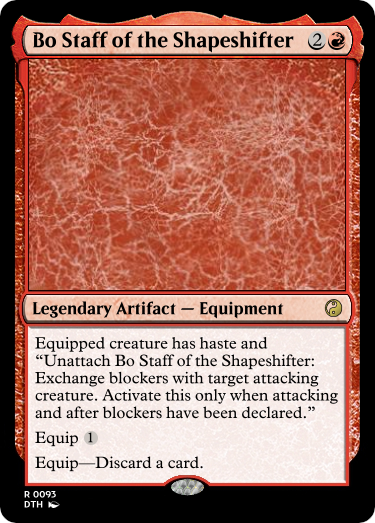 Bo Staff of the Shapeshifter 2
Legendary Artifact — Equipment
Equipped creature has haste and
“Unattach Bo Staff of the Shapeshifter:
Exchange blockers with target attacking
creature. Activate this only when attacking
and after blockers have been declared.”
Equip 1
Equip—Discard a card.
R 0093
DTH